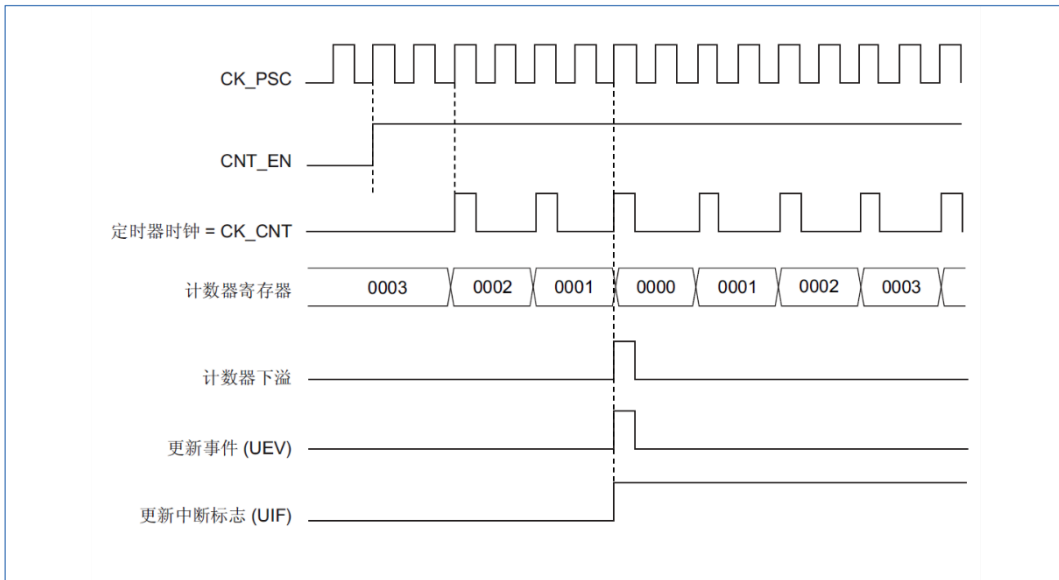 CK_PSC
CNT_EN
定时器时钟 = CK_CNT
计数器寄存器 0003 0002 0001 0000 0001 0002 0003
计数器下溢
更新事件 (UEV)
更新中断标志 (UIF)